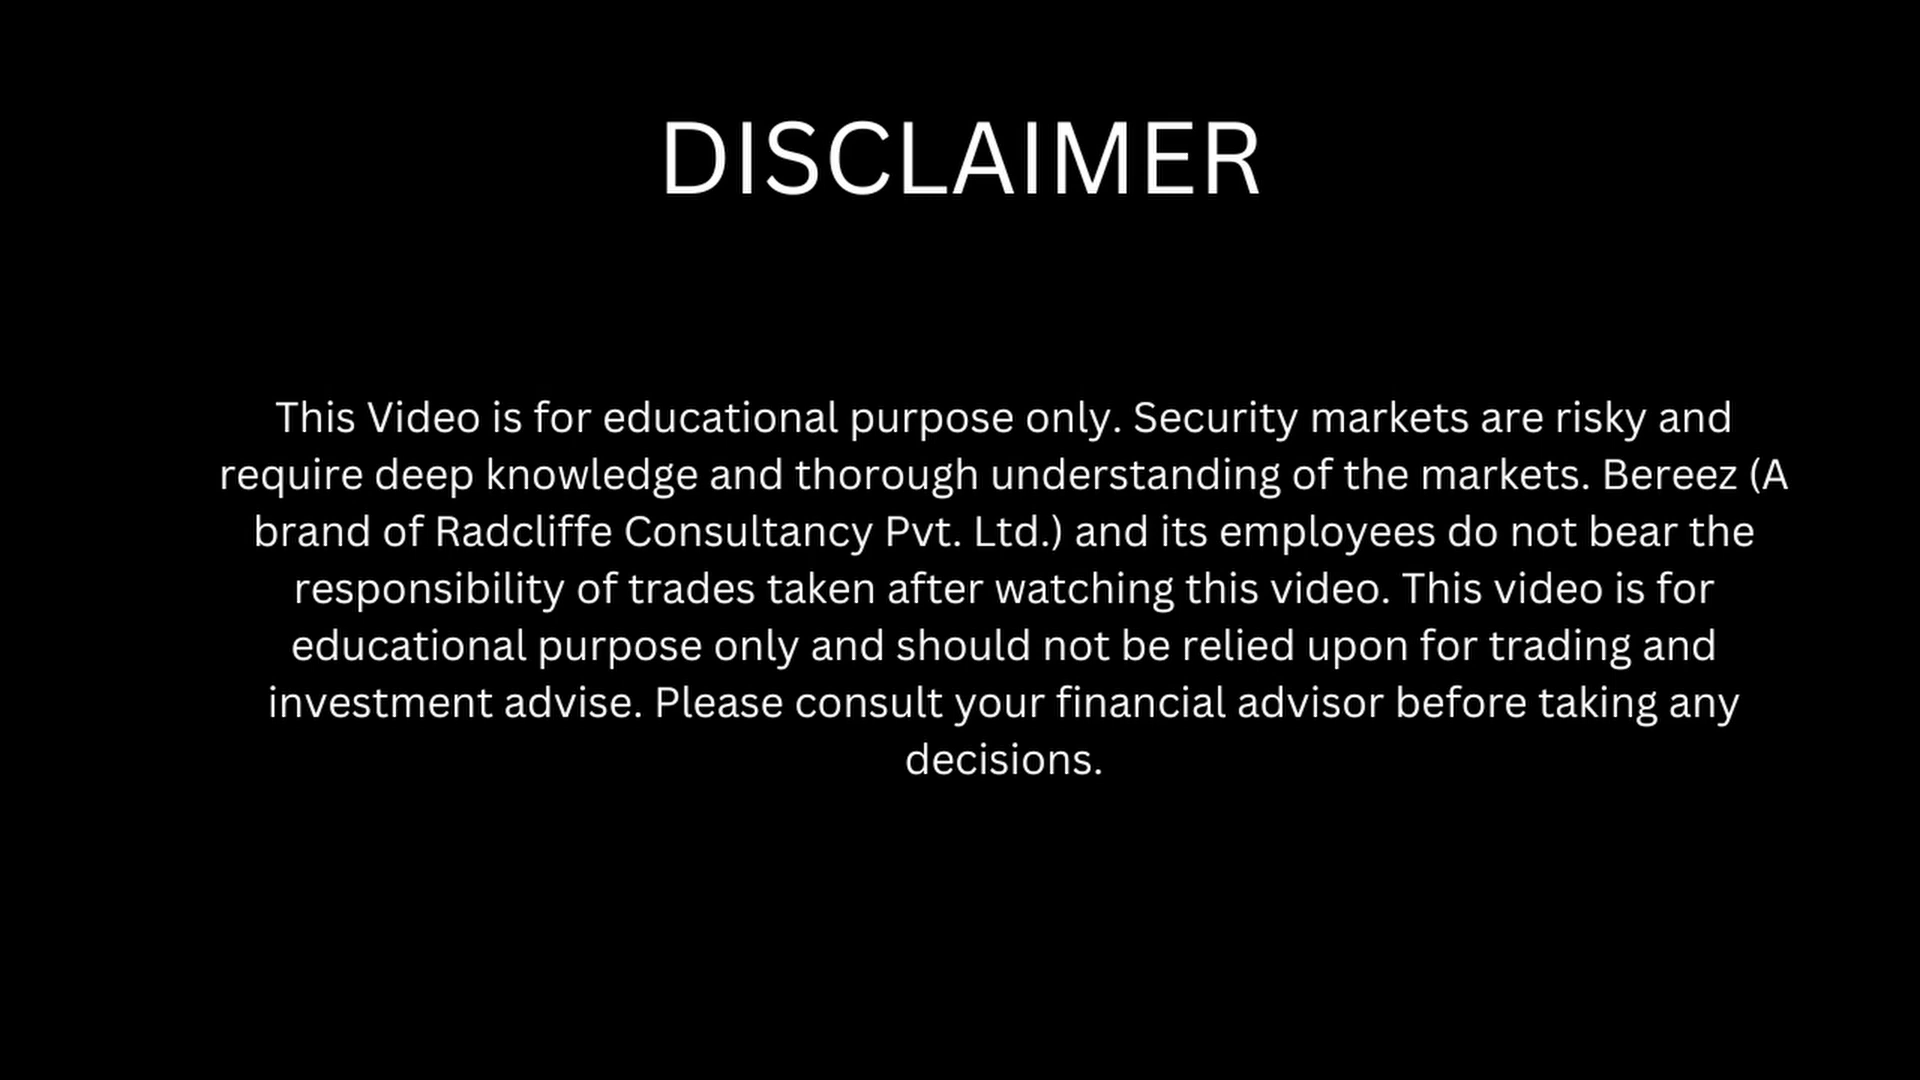 DISCLAIMER
This Video is for educational purpose only. Security markets are risky and
require deep knowledge and thorough understanding of the markets. Bereez (A
brand of Radcliffe Consultancy Pvt. Ltd.) and its employees do not bear the
responsibility of trades taken after watching this video. This video is for
educational purpose only and should not be relied upon for trading and
investment advise. Please consult your financial advisor before taking any
decisions.